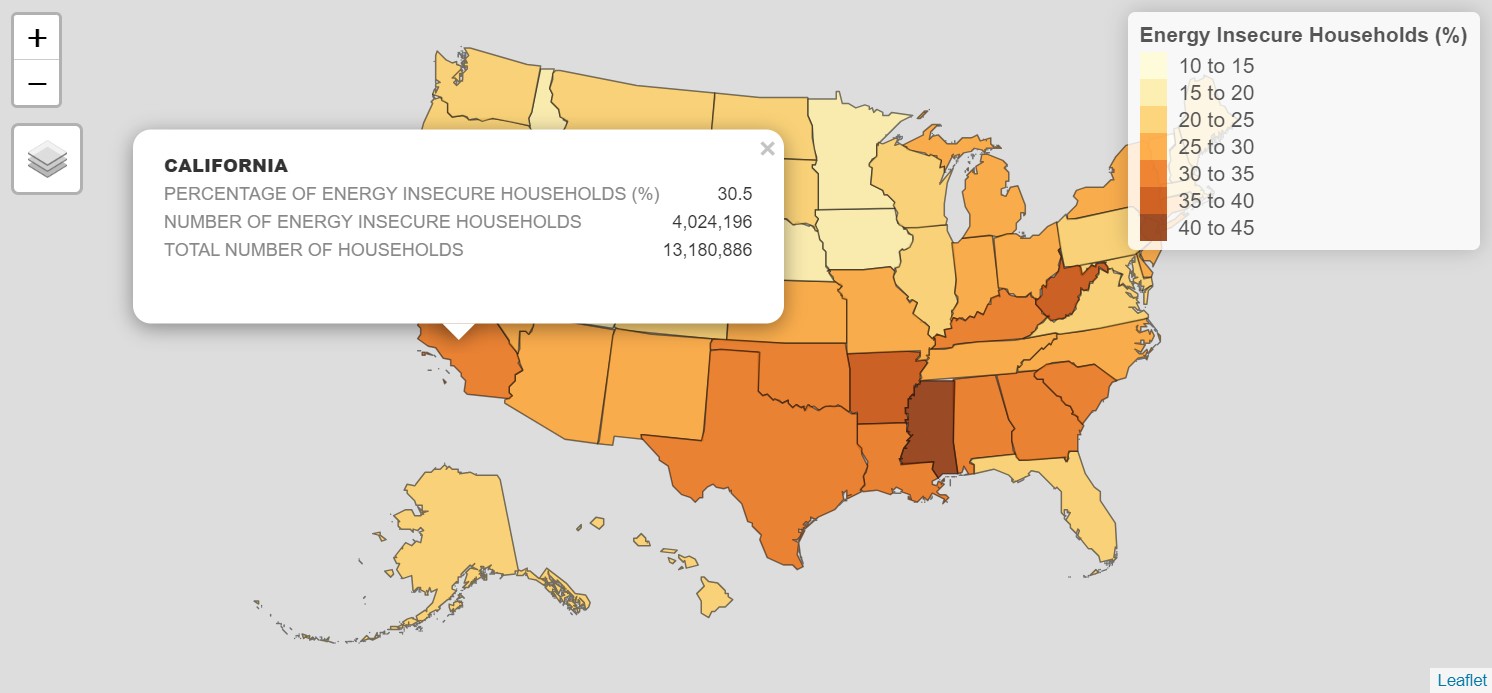 +
−
Energy Insecure Households (%)
10 to 15
15 to 20
20 to 25
25 to 30
30 to 35
35 to 40
40 to 45
×
CALIFORNIA
PERCENTAGE OF ENERGY INSECURE HOUSEHOLDS (%) 30.5
NUMBER OF ENERGY INSECURE HOUSEHOLDS 4,024,196
TOTAL NUMBER OF HOUSEHOLDS 13,180,886
Leaflet